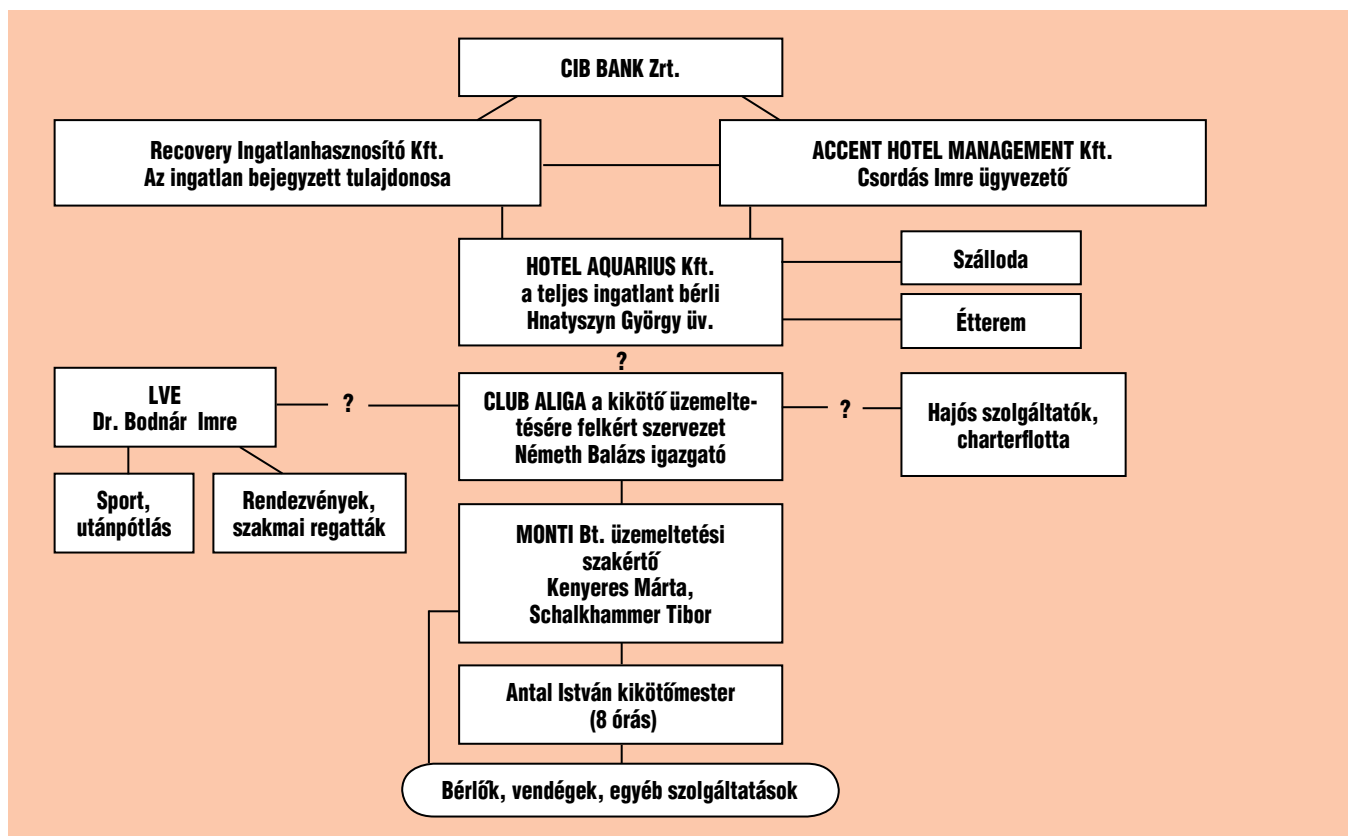 CIB BANK Zrt.
Recovery Ingatlanhasznosító Kft.
Az ingatlan bejegyzett tulajdonosa
ACCENT HOTEL MANAGEMENT Kft.
Csordás Imre ügyvezető
HOTEL AQUARIUS Kft.
a teljes ingatlant bérli
Hnatyszyn György üv.
Szálloda
Étterem
?
LVE
Dr. Bodnár Imre
?
CLUB ALIGA a kikötő üzemelte-
tésére felkért szervezet
Németh Balázs igazgató
?
Hajós szolgáltatók,
charterflotta
Sport,
utánpótlás
Rendezvények,
szakmai regatták
MONTI Bt. üzemeltetési
szakértő
Kenyeres Márta,
Schalkhammer Tibor
Antal István kikötőmester
(8 órás)
Bérlők, vendégek, egyéb szolgáltatások